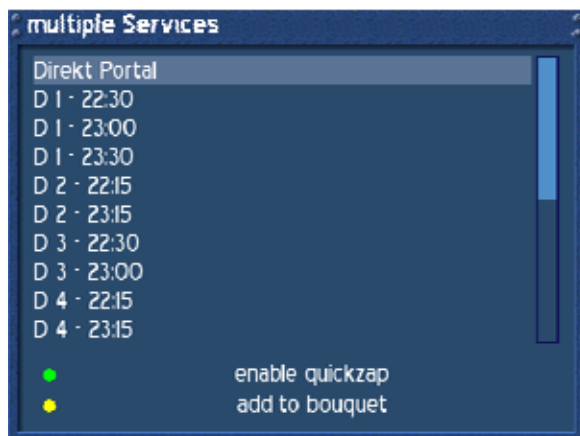 multiple Services
Direkt Portal
D 1 - 22:30
D 1 - 23:00
D 1 - 23:30
D 2 - 22:15
D 2 - 23:15
D 3 - 22:30
D 3 - 23:00
D 4 - 22:15
D 4 - 23:15
enable quickzap
add to bouquet